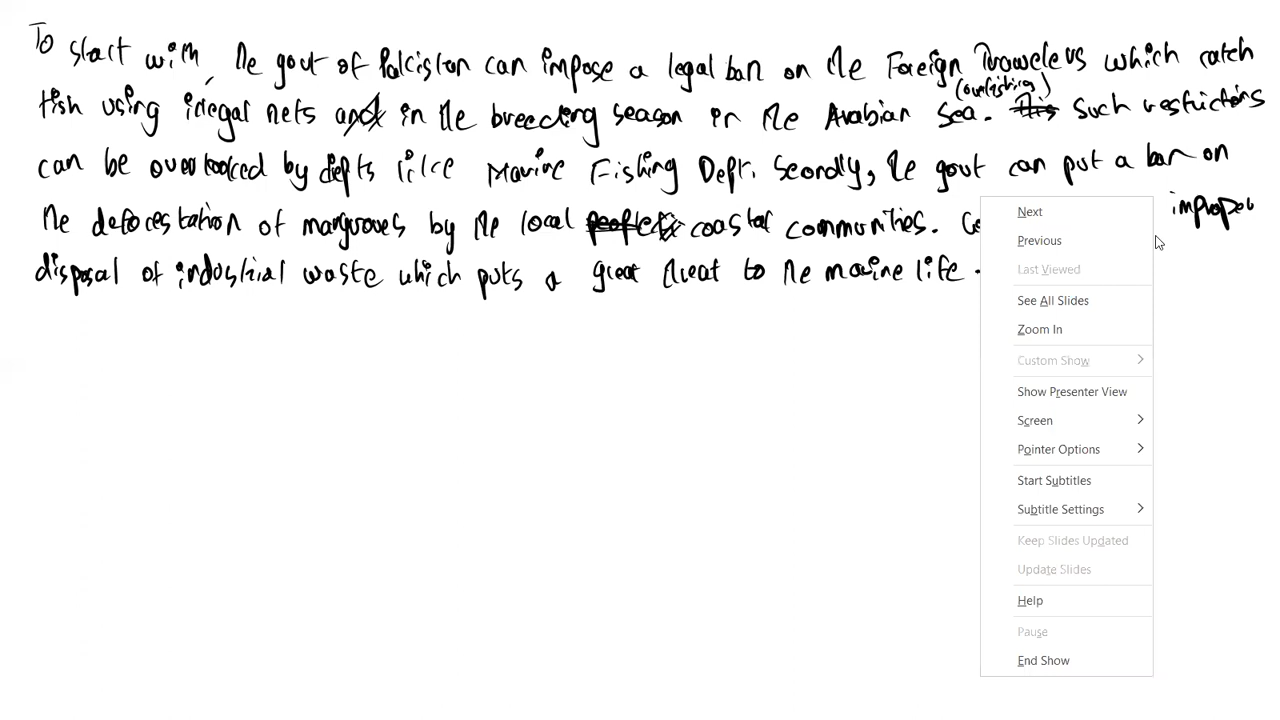 To start with, the govt of Pakistan can impose a legal ban on the Foreign Trawelers which catch
(overfishing)
fish using illegal nets and in the breeding season in the Arabian Sea. This Such restrictions
can be overlooked by depts like Marine Fishing Dept. Secondly, the govt can put a ban on
the deforestation of mangroves by the local people coastal communities. improper
disposal of industrial waste which puts a great threat to the marine life.
Next
Previous
Last Viewed
See All Slides
Zoom In
Custom Show
Show Presenter View
Screen
Pointer Options
Start Subtitles
Subtitle Settings
Keep Slides Updated
Update Slides
Help
Pause
End Show